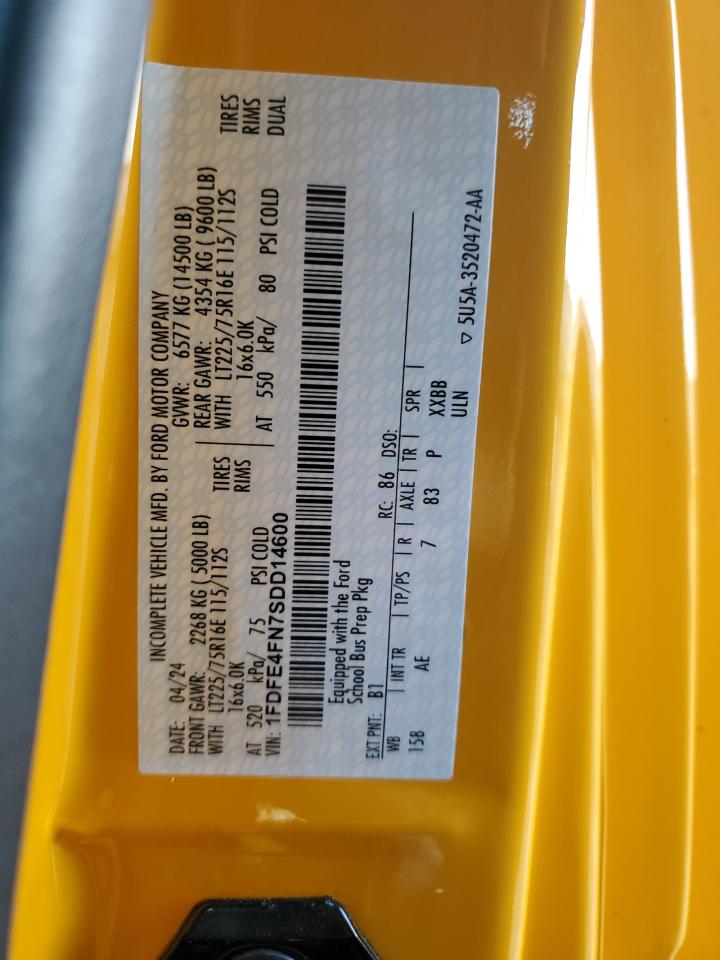 INCOMPLETE VEHICLE MFD. BY FORD MOTOR COMPANY
DATE: 04/24 GVWR: 6577 KG (14500 LB)
FRONT GAWR: 2268 KG ( 5000 LB) REAR GAWR: 4354 KG ( 9600 LB)
WITH LT225/75R16E 115/112S TIRES WITH LT225/75R16E 115/112S TIRES
16x6.0K RIMS 16x6.0K RIMS
AT 520 kPa/ 75 PSI COLD AT 550 kPa/ 80 PSI COLD DUAL
VIN: 1FDFE4FN7SDD14600
Equipped with the Ford
School Bus Prep Pkg
EXT PNT: B1 RC: 86 DSO:
WB | INT TR | TP/PS | R | AXLE | TR | SPR |
158 AE 7 83 P XXBB
ULN
▽ 5U5A-3520472-AA